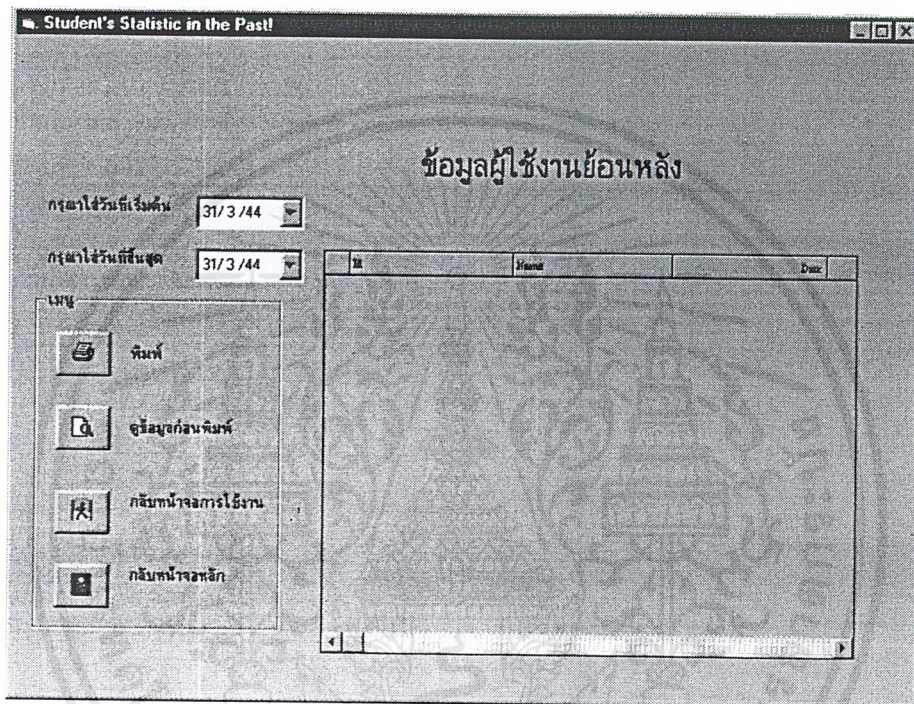 Student's Statistic in the Past!
ข้อมูลผู้ใช้งานย้อนหลัง
กรุณาใส่วันที่เริ่มต้น 31/ 3 /44
กรุณาใส่วันที่สิ้นสุด 31/ 3 /44
Id Name Date
เมนู
พิมพ์
ดูข้อมูลก่อนพิมพ์
กลับหน้าจอการใช้งาน
กลับหน้าจอหลัก